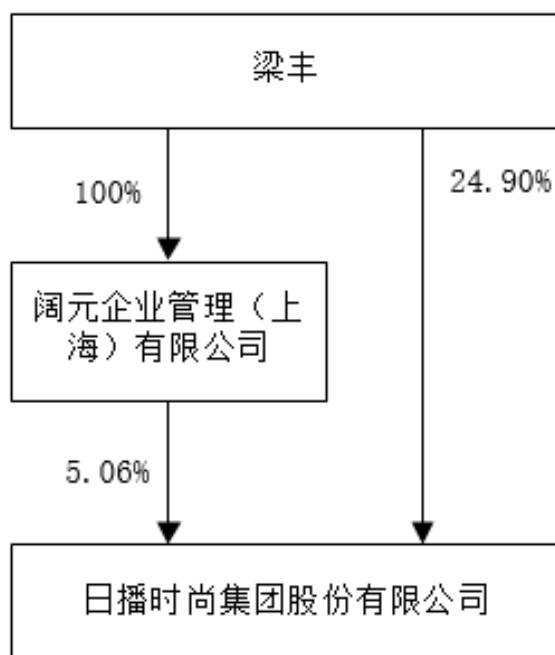 梁丰
100%
24.90%
阔元企业管理（上
海）有限公司
5.06%
日播时尚集团股份有限公司